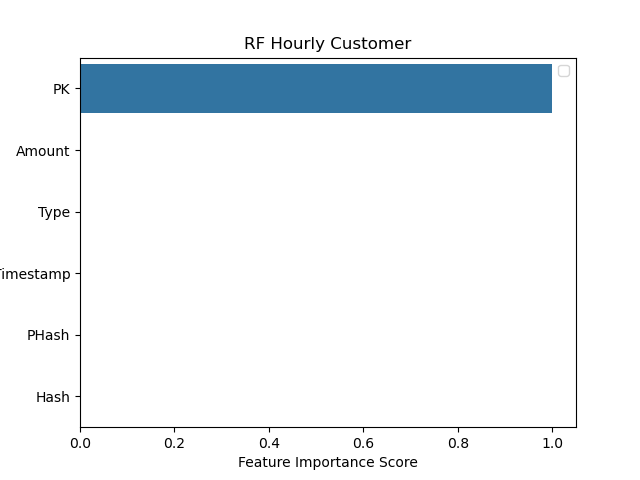 RF Hourly Customer
PK
Amount
Type
Timestamp
PHash
Hash
0.0 0.2 0.4 0.6 0.8 1.0
Feature Importance Score